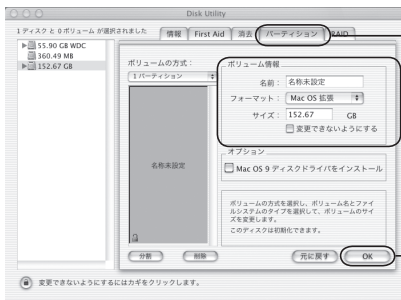 Disk Utility
1 ディスク と 0 ボリューム が選択されました
情報
First Aid
消去
パーティション
RAID
55.90 GB WDC
360.49 MB
152.67 GB
ボリュームの方式：
1 パーティション
名称未設定
分割
削除
ボリューム情報
名前： 名称未設定
フォーマット： Mac OS 拡張
サイズ： 152.67 GB
変更できないようにする
オプション
Mac OS 9 ディスクドライバをインストール
ボリュームの方式を選択し、ボリューム名とファイ
ルシステムのタイプを選択して、ボリュームのサイ
ズを変更します。
このディスクは初期化できます。
元に戻す
OK
変更できないようにするにはカギをクリックします。